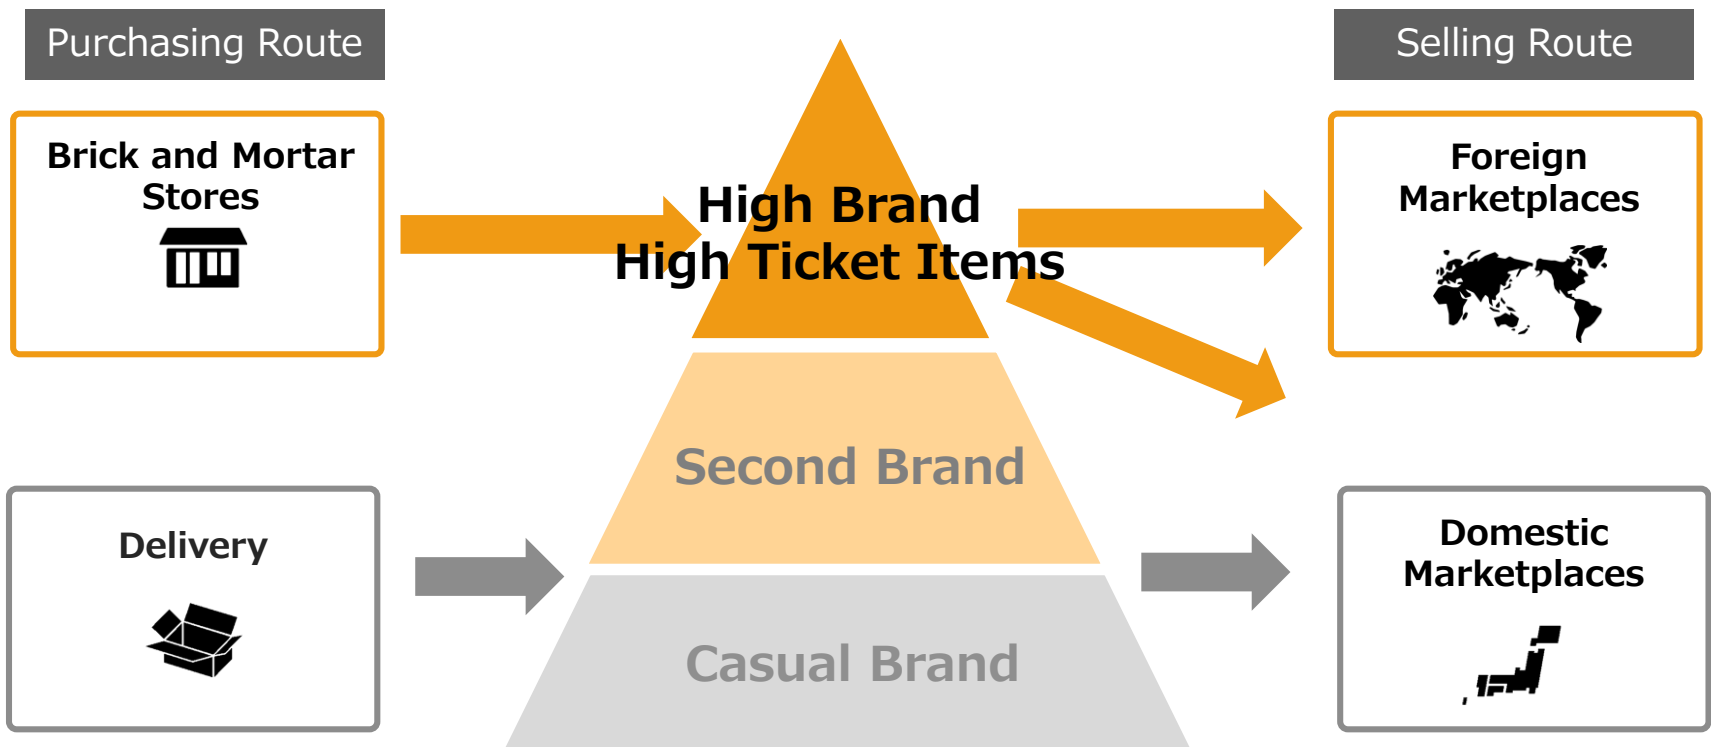 Purchasing Route
Selling Route
Brick and Mortar
Stores
High Brand
High Ticket Items
Foreign
Marketplaces
Second Brand
Delivery
Domestic
Marketplaces
Casual Brand